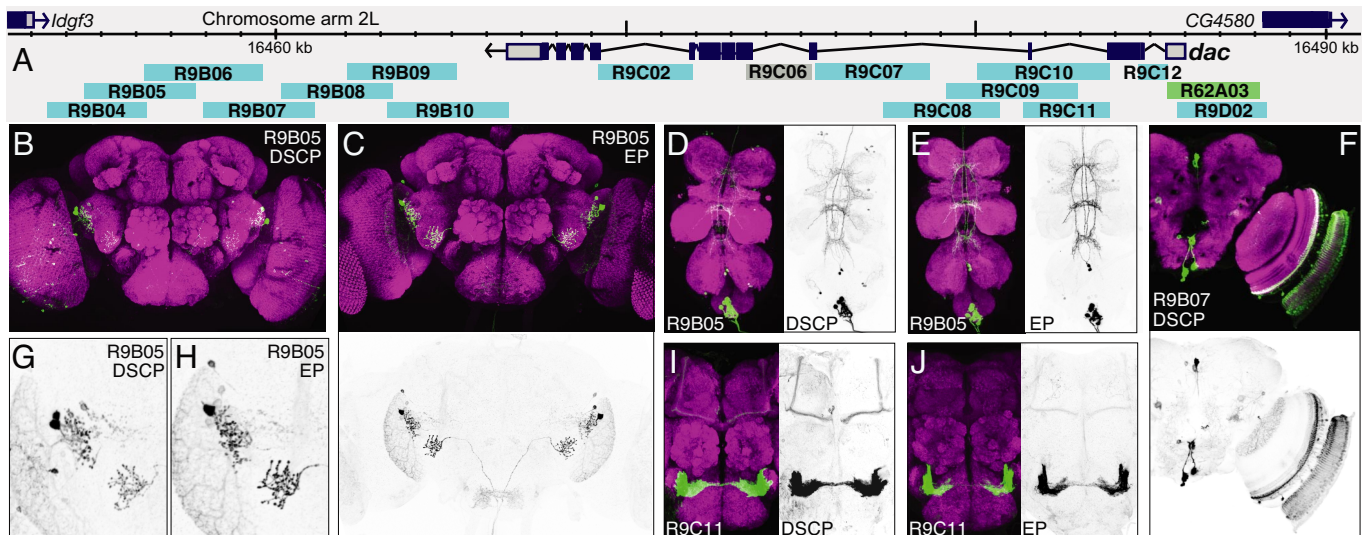 ldgf3
Chromosome arm 2L
CG4580
16460 kb
16490 kb
A
dac
R9B06
R9B09
R9C02
R9C06
R9C07
R9C10
R9C12
R9B05
R9B08
R9C09
R62A03
R9B04
R9B07
R9B10
R9C08
R9C11
R9D02
B
R9B05
DSCP
C
R9B05
EP
D
R9B05
DSCP
E
R9B05
EP
F
R9B07
DSCP
G
R9B05
DSCP
H
R9B05
EP
I
R9C11
DSCP
J
R9C11
EP